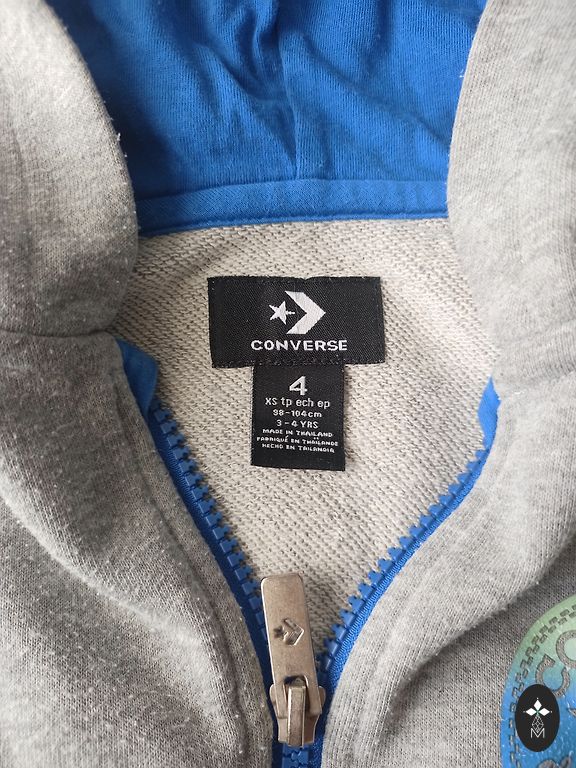 CONVERSE
4
XS tp ech ep
98-104cm
3-4 YRS
MADE IN THAILAND
FABRIQUÉ EN THAÏLANDE
HECHO EN TAILANDIA
M